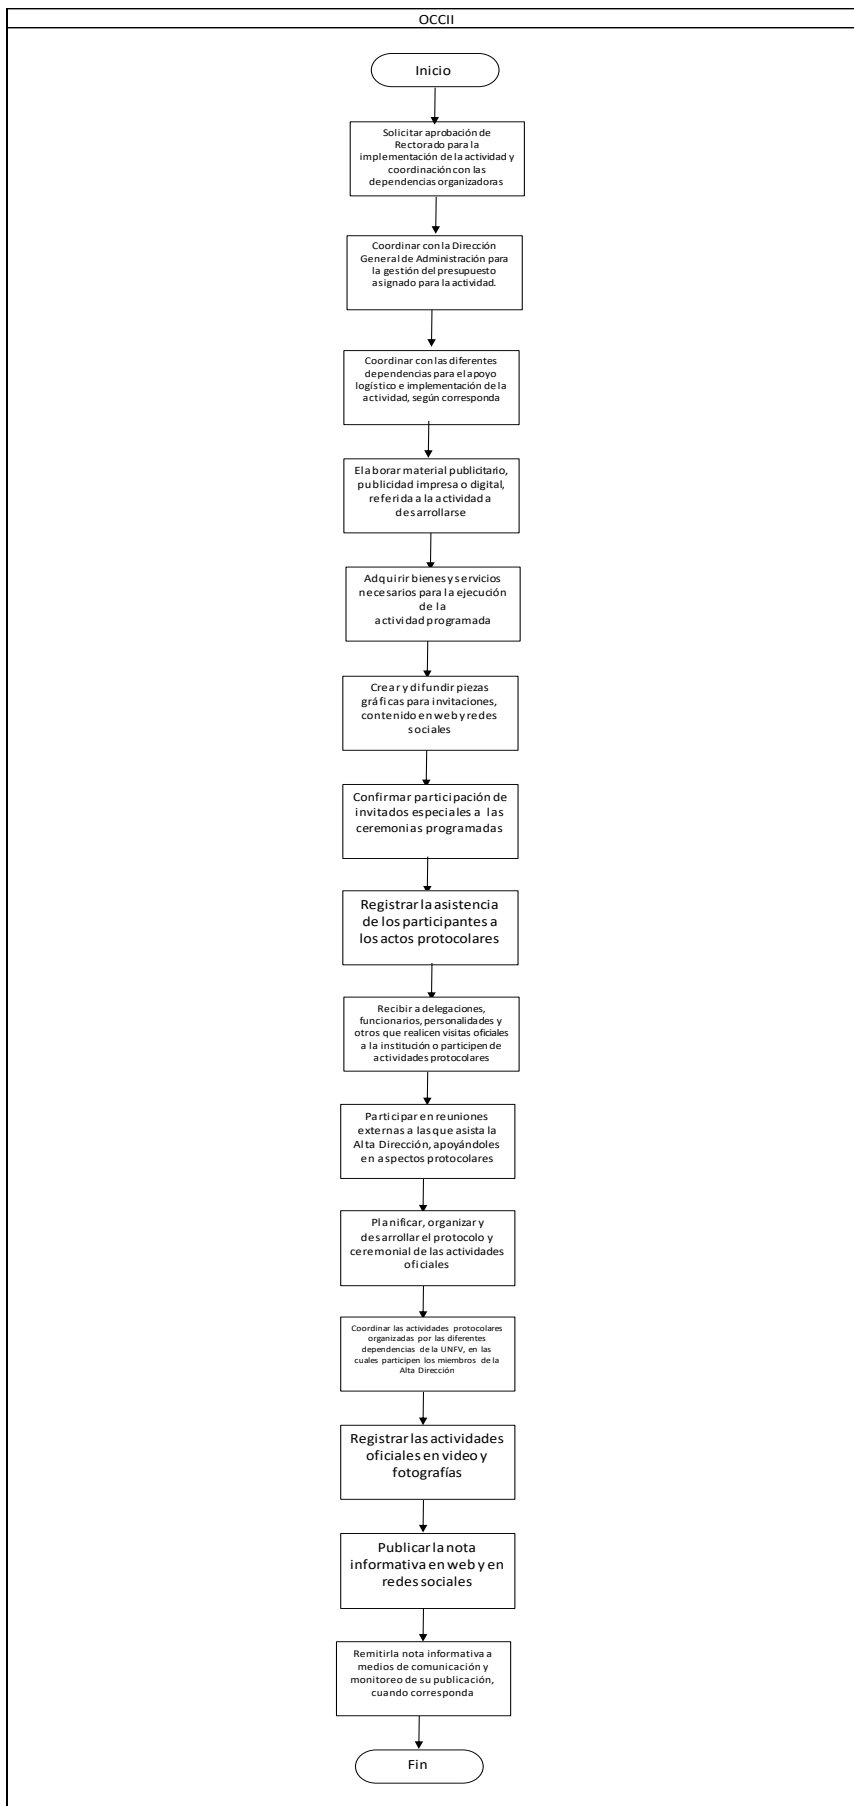 OCCII
Inicio
Solicitar aprobación de
Rectorado para la
implementación de la actividad y
coordinación con las
dependencias organizadoras
Coordinar con la Dirección
General de Administración para
la gestión del presupuesto
asignado para la actividad.
Coordinar con las diferentes
dependencias para el apoyo
logístico e implementación de la
actividad, según corresponda
Elaborar material publicitario,
publicidad impresa o digital,
referida a la actividad a
desarrollarse
Adquirir bienes y servicios
necesarios para la ejecución
de la
actividad programada
Crear y difundir piezas
gráficas para invitaciones,
contenido en web y redes
sociales
Confirmar participación de
invitados especiales a las
ceremonias programadas
Registrar la asistencia
de los participantes a
los actos protocolares
Recibir a delegaciones,
funcionarios, personalidades y
otros que realicen visitas oficiales
a la institución o participen de
actividades protocolares
Participar en reuniones
externas a las que asista la
Alta Dirección, apoyándoles
en aspectos protocolares
Planificar, organizar y
desarrollar el protocolo y
ceremonial de las actividades
oficiales
Coordinar las actividades protocolares
organizadas por las diferentes
dependencias de la UNFV, en las
cuales participen los miembros de la
Alta Dirección
Registrar las actividades
oficiales en video y
fotografías
Publicar la nota
informativa en web y en
redes sociales
Remitirla nota informativa a
medios de comunicación y
monitoreo de su publicación,
cuando corresponda
Fin